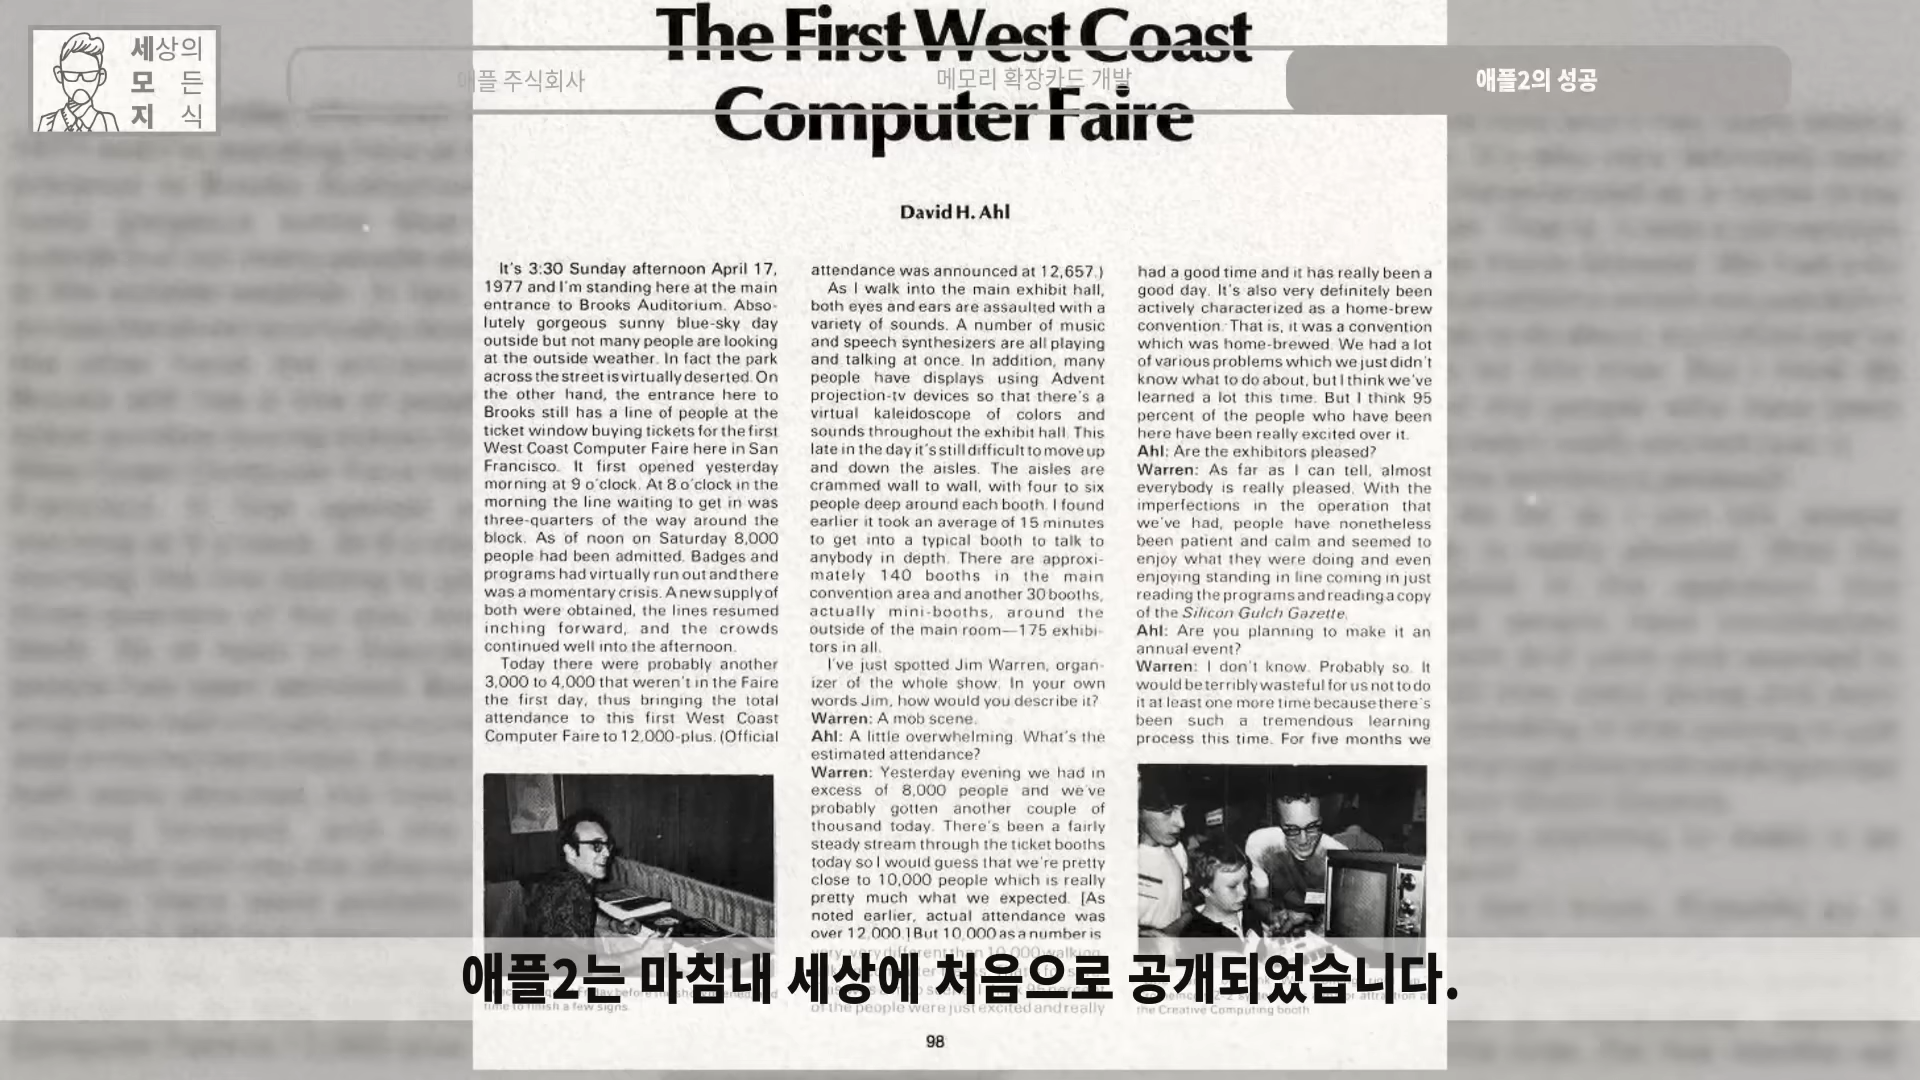 The First West Coast
Computer Faire
세상의
모든
지식
애플 주식회사
메모리 확장카드 개발
애플2의 성공
David H. Ahl
It's 3:30 Sunday afternoon April 17,
1977 and I'm standing here at the main
entrance to Brooks Auditorium. Abso-
lutely gorgeous sunny blue-sky day
outside but not many people are looking
at the outside weather. In fact the park
across the street is virtually deserted. On
the other hand, the entrance here to
Brooks still has a line of people at the
ticket window buying tickets for the first
West Coast Computer Faire here in San
Francisco. It first opened yesterday
morning at 9 o'clock. At 8 o'clock in the
morning the line waiting to get in was
three-quarters of the way around the
block. As of noon on Saturday 8,000
people had been admitted. Badges and
programs had virtually run out and there
was a momentary crisis. A new supply of
both were obtained, the lines resumed
inching forward, and the crowds
continued well into the afternoon.
Today there were probably another
3,000 to 4,000 that weren't in the Faire
the first day, thus bringing the total
attendance to this first West Coast
Computer Faire to 12,000-plus. (Official
attendance was announced at 12,657.)
As I walk into the main exhibit hall,
both eyes and ears are assaulted with a
variety of sounds. A number of music
and speech synthesizers are all playing
and talking at once. In addition, many
people have displays using Advent
projection-tv devices so that there's a
virtual kaleidoscope of colors and
sounds throughout the exhibit hall. This
late in the day it's still difficult to move up
and down the aisles. The aisles are
crammed wall to wall, with four to six
people deep around each booth. I found
earlier it took an average of 15 minutes
to get into a typical booth to talk to
anybody in depth. There are approxi-
mately 140 booths in the main
convention area and another 30 booths,
actually mini-booths, around the
outside of the main room—175 exhibi-
tors in all.
I've just spotted Jim Warren, organ-
izer of the whole show. In your own
words Jim, how would you describe it?
Warren: A mob scene.
Ahl: A little overwhelming. What's the
estimated attendance?
Warren: Yesterday evening we had in
excess of 8,000 people and we've
probably gotten another couple of
thousand today. There's been a fairly
steady stream through the ticket booths
today so I would guess that we're pretty
close to 10,000 people which is really
pretty much what we expected. [As
noted earlier, actual attendance was
over 12,000.] But 10,000 as a number is
very, very different than 10,000 walking
of the people were just excited and really
had a good time and it has really been a
good day. It's also very definitely been
actively characterized as a home-brew
convention. That is, it was a convention
which was home-brewed. We had a lot
of various problems which we just didn't
know what to do about, but I think we've
learned a lot this time. But I think 95
percent of the people who have been
here have been really excited over it.
Ahl: Are the exhibitors pleased?
Warren: As far as I can tell, almost
everybody is really pleased. With the
imperfections in the operation that
we've had, people have nonetheless
been patient and calm and seemed to
enjoy what they were doing and even
enjoying standing in line coming in just
reading the programs and reading a copy
of the Silicon Gulch Gazette.
Ahl: Are you planning to make it an
annual event?
Warren: I don't know. Probably so. It
would be terribly wasteful for us not to do
it at least one more time because there's
been such a tremendous learning
process this time. For five months we
time to finish a few signs.
the Creative Computing booth.
애플2는 마침내 세상에 처음으로 공개되었습니다.
98